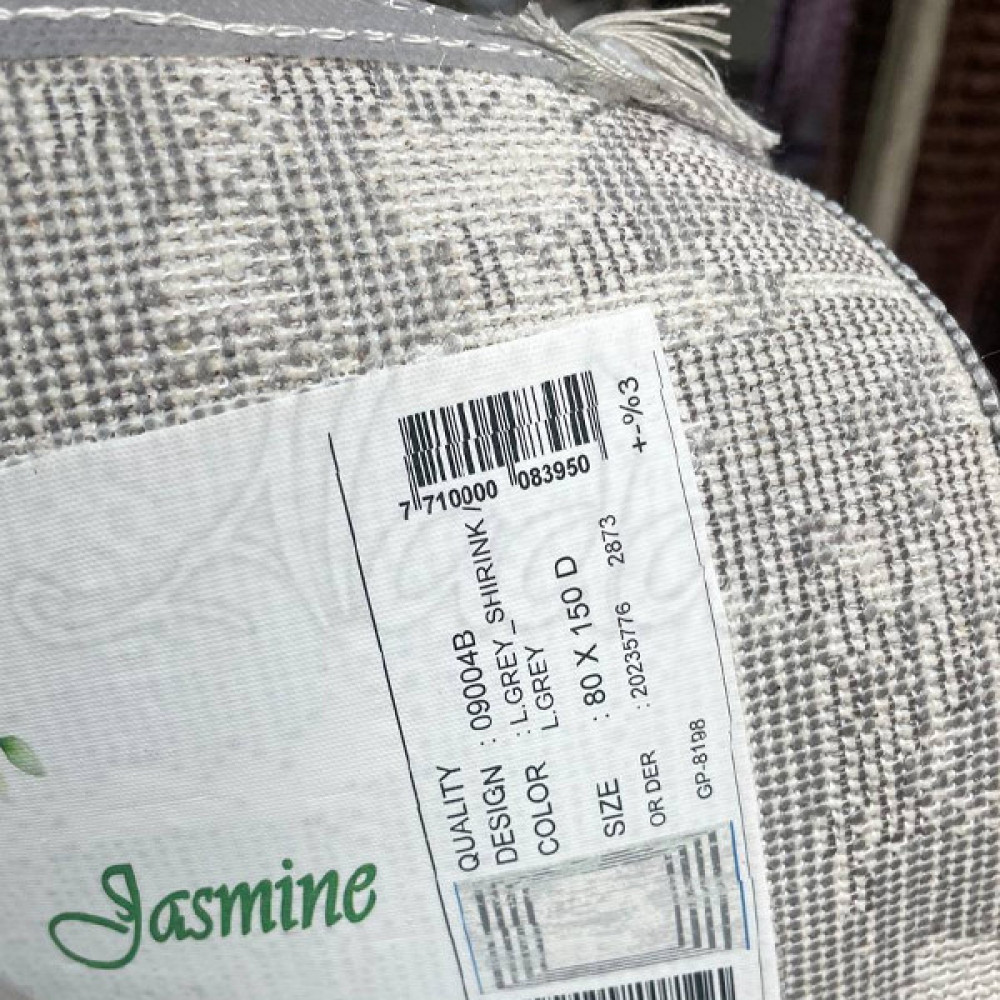 Jasmine
QUALITY : 09004B
DESIGN : L.GREY_SHIRINK /
COLOR L.GREY
SIZE : 80 X 150 D
OR DER : 20235776 2873
GP-8198
7 710000 083950
+-%3